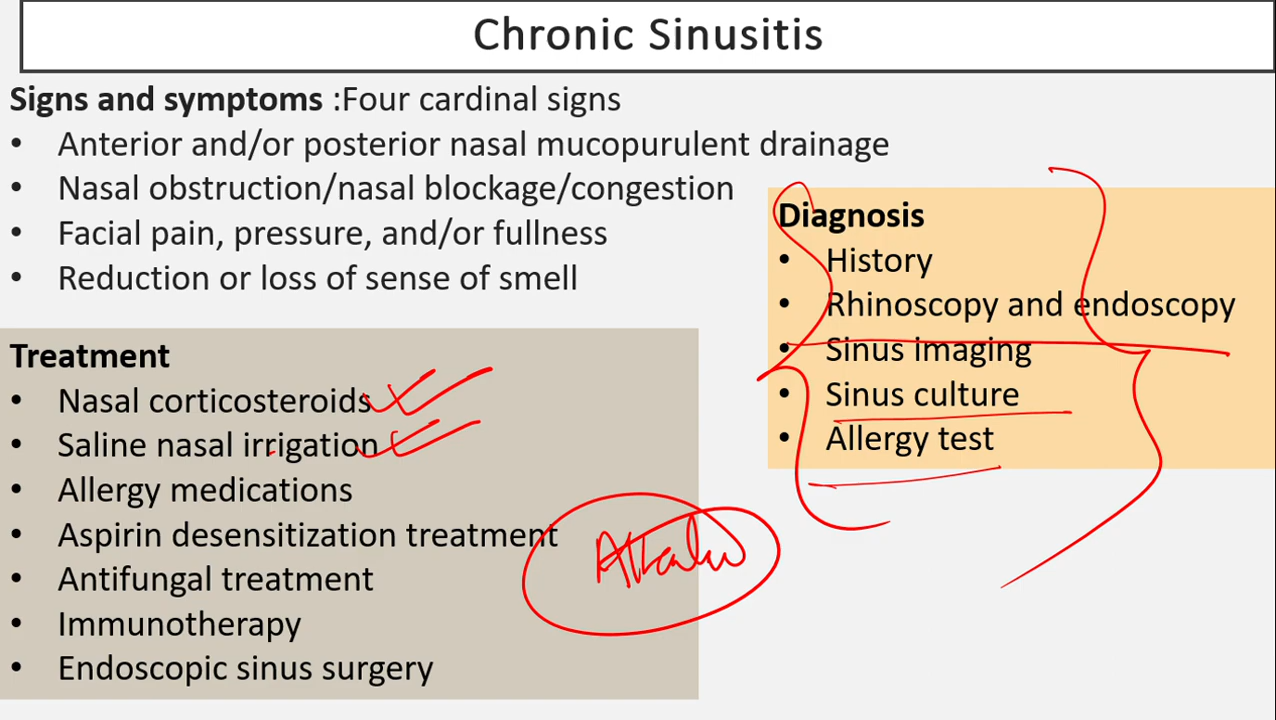 Chronic Sinusitis
Signs and symptoms :Four cardinal signs
• Anterior and/or posterior nasal mucopurulent drainage
• Nasal obstruction/nasal blockage/congestion
• Facial pain, pressure, and/or fullness
• Reduction or loss of sense of smell
Diagnosis
• History
• Rhinoscopy and endoscopy
• Sinus imaging
• Sinus culture
• Allergy test
Treatment
• Nasal corticosteroids
• Saline nasal irrigation
• Allergy medications
• Aspirin desensitization treatment
• Antifungal treatment
• Immunotherapy
• Endoscopic sinus surgery